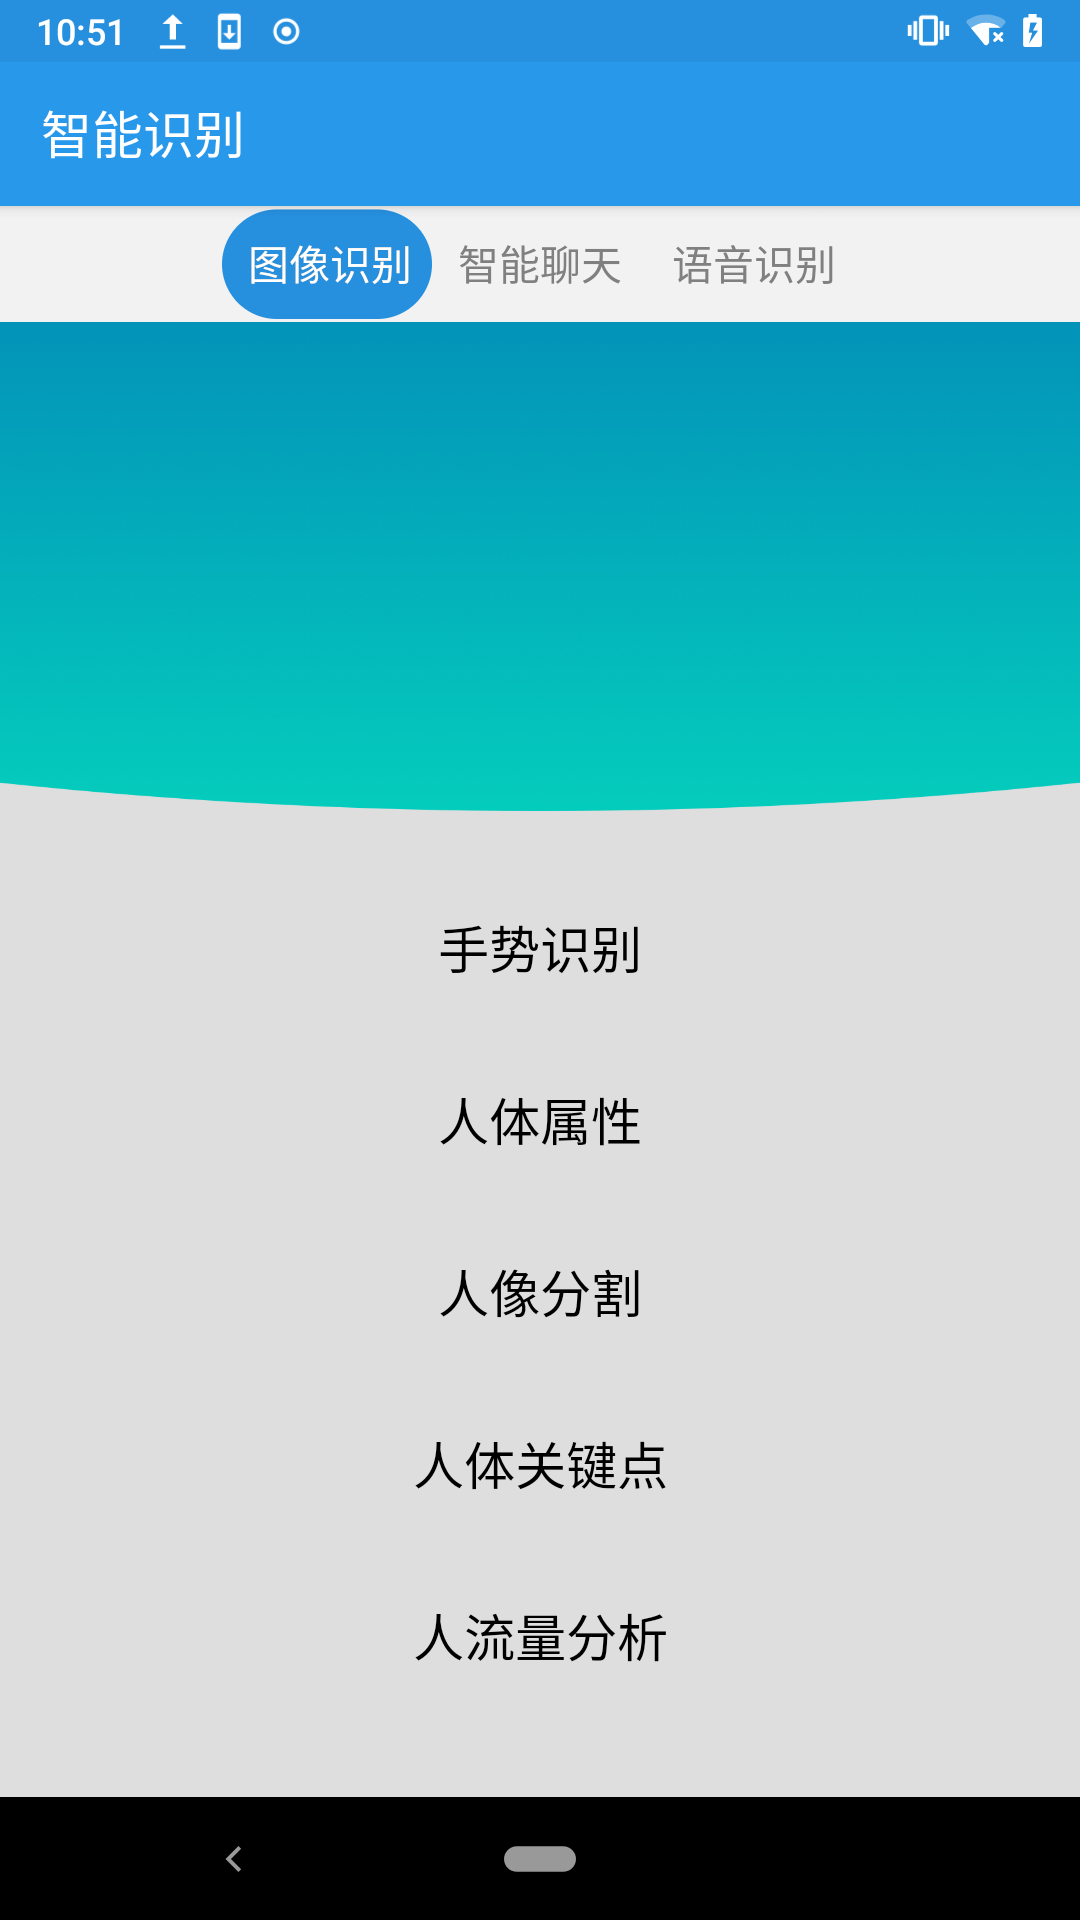 10:51
智能识别
图像识别 智能聊天 语音识别
手势识别
人体属性
人像分割
人体关键点
人流量分析